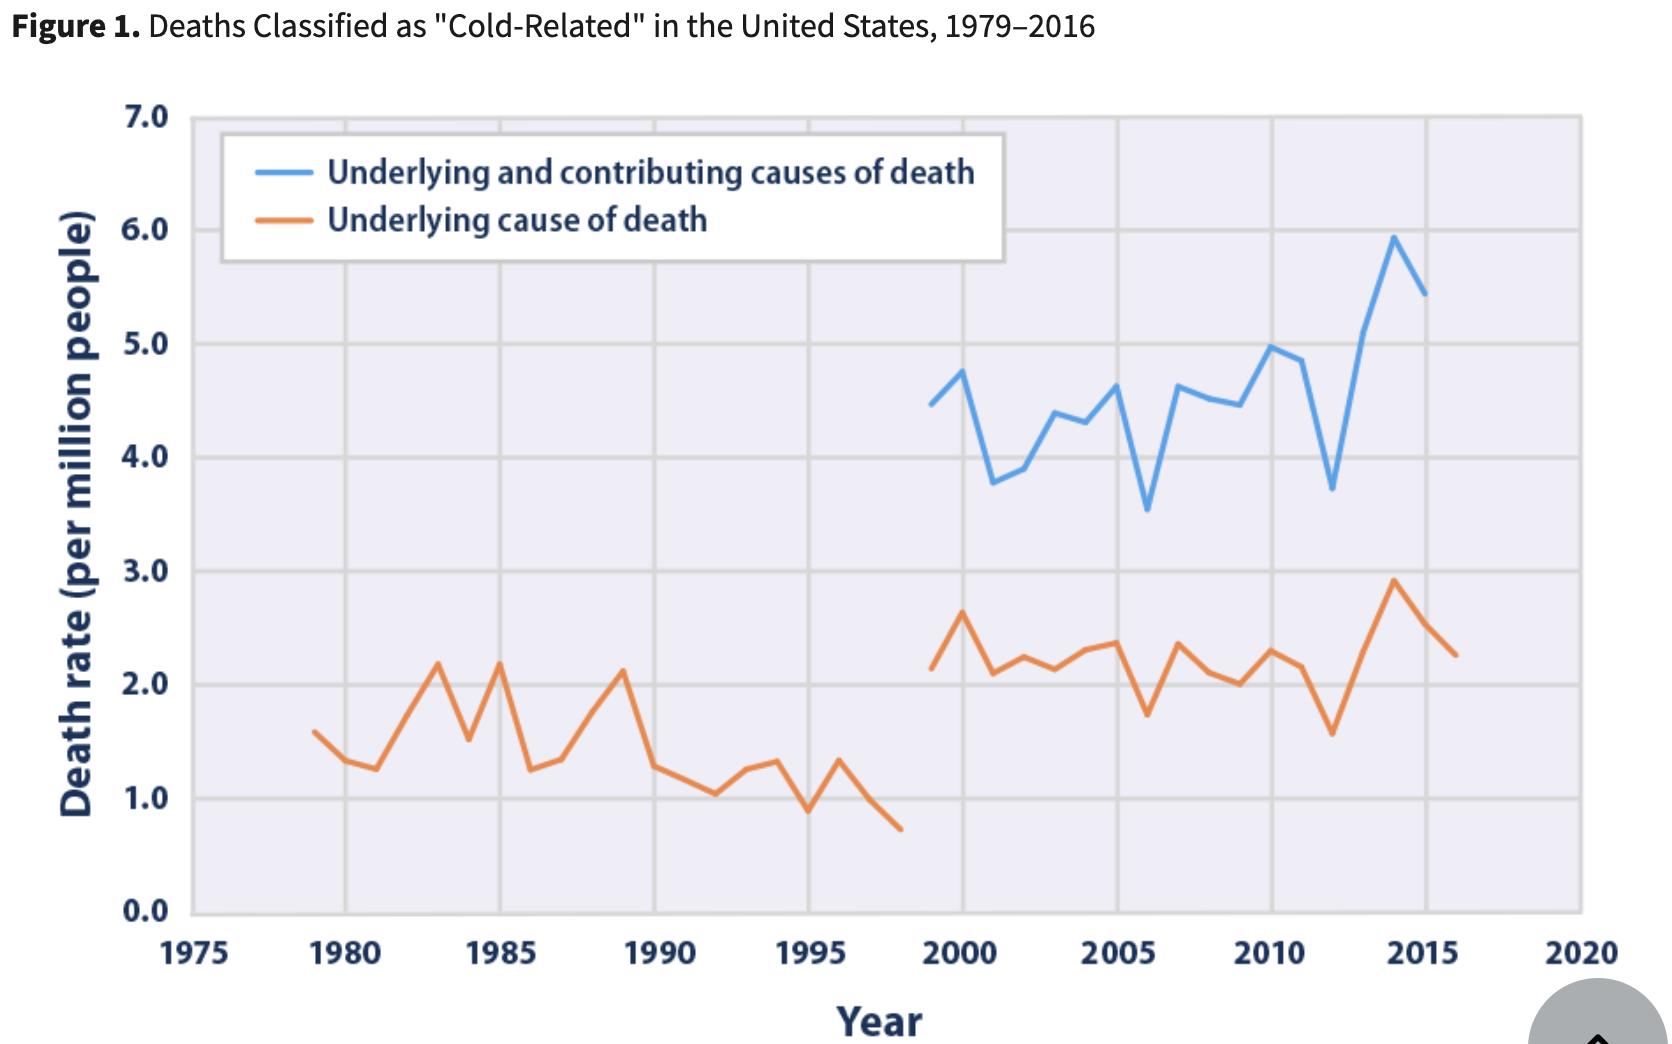 Figure 1. Deaths Classified as "Cold-Related" in the United States, 1979–2016
7.0
Underlying and contributing causes of death
Underlying cause of death
6.0
5.0
4.0
3.0
2.0
1.0
0.0
Death rate (per million people)
1975 1980 1985 1990 1995 2000 2005 2010 2015 2020
Year